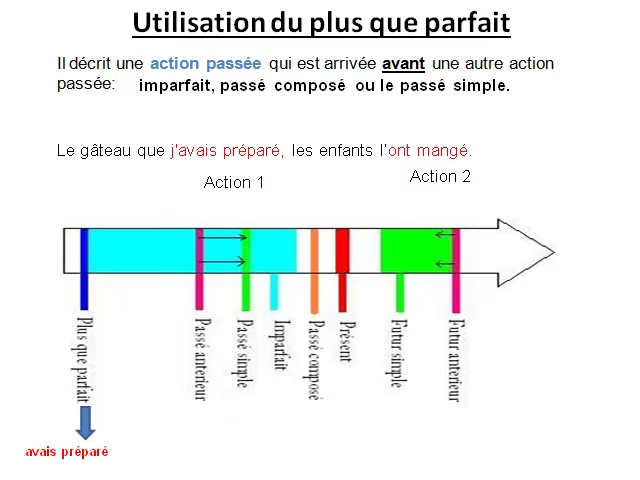 Utilisation du plus que parfait
Il décrit une action passée qui est arrivée avant une autre action
passée: imparfait, passé composé ou le passé simple.
Le gâteau que j'avais préparé, les enfants l'ont mangé.
Action 1
Action 2
Plus que parfait
Passé anterieur
Passé simple
Imparfait
Passé composé
Présent
Futur simple
Futur anterieur
avais préparé